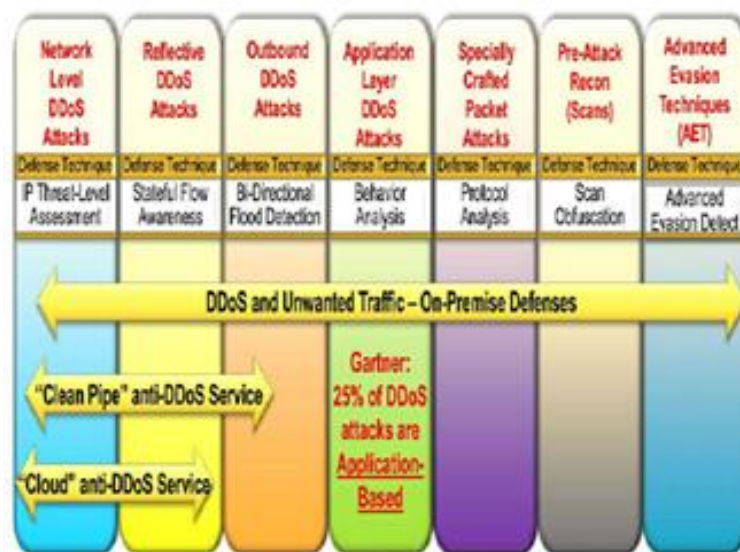 Network
Level
DDoS
Attacks
Defense Technique
IP Threat-Level
Assessment
Reflective
DDoS
Attacks
Defense Technique
Stateful Flow
Awareness
Outbound
DDoS
Attacks
Defense Technique
Bi-Directional
Flood Detection
Application
Layer
DDoS
Attacks
Defense Technique
Behavior
Analysis
Specially
Crafted
Packet
Attacks
Defense Technique
Protocol
Analysis
Pre-Attack
Recon
(Scans)
Defense Technique
Scan
Obfuscation
Advanced
Evasion
Techniques
(AET)
Defense Technique
Advanced
Evasion Detect
DDoS and Unwanted Traffic – On-Premise Defenses
"Clean Pipe" anti-DDoS Service
"Cloud" anti-DDoS Service
Gartner:
25% of DDoS
attacks are
Application-
Based